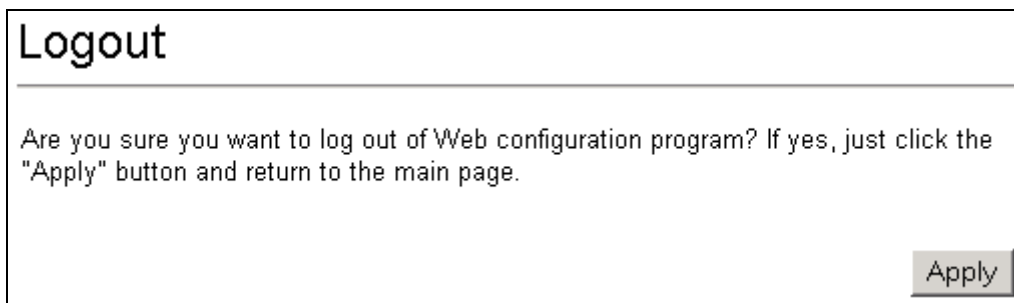 Logout
Are you sure you want to log out of Web configuration program? If yes, just click the
"Apply" button and return to the main page.
Apply